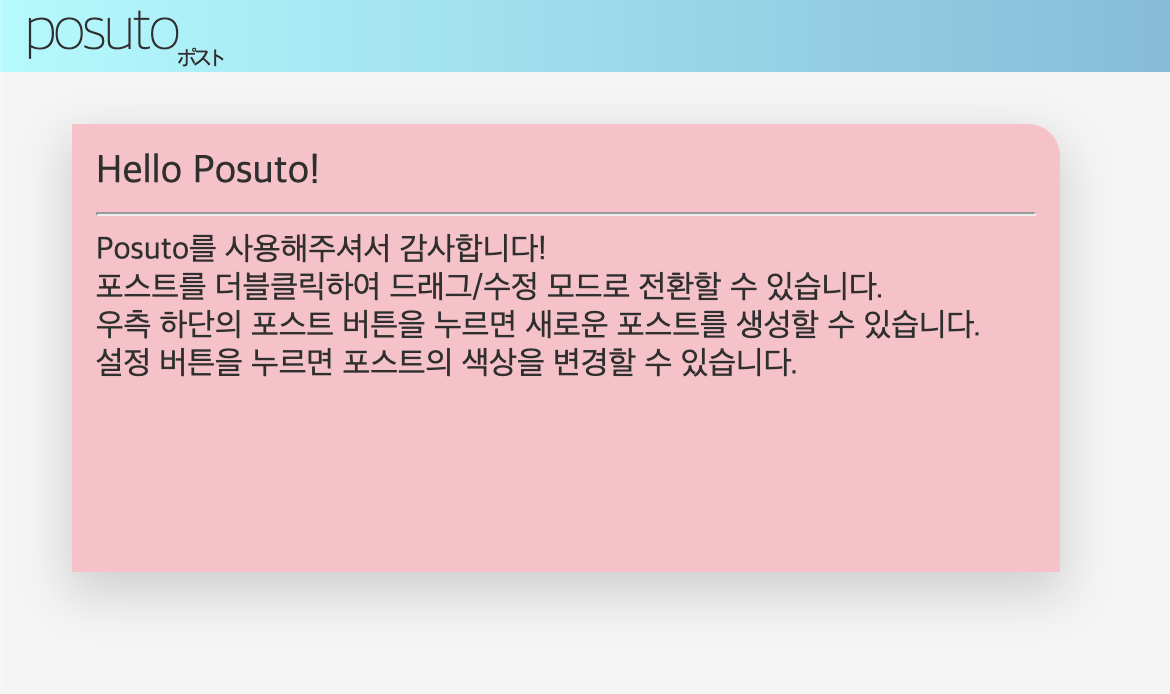 posuto
ポスト
Hello Posuto!
Posuto를 사용해주셔서 감사합니다!
포스트를 더블클릭하여 드래그/수정 모드로 전환할 수 있습니다.
우측 하단의 포스트 버튼을 누르면 새로운 포스트를 생성할 수 있습니다.
설정 버튼을 누르면 포스트의 색상을 변경할 수 있습니다.